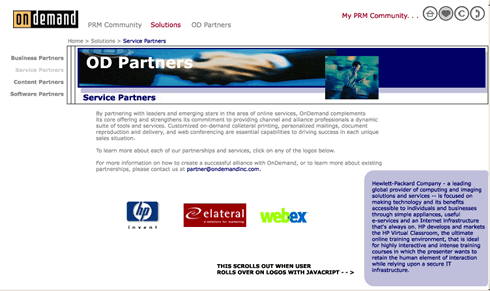 on demand
PRM Community Solutions OD Partners
My PRM Community. . .
Home > Solutions > Service Partners
Business Partners
Service Partners
Content Partners
Software Partners
OD Partners
Service Partners
By partnering with leaders and emerging stars in the area of online services, OnDemand complements
its core offering and strengthens its commitment to providing channel and alliance professionals a dynamic
suite of tools and services. Customized on-demand collateral printing, personalized mailings, document
reproduction and delivery, and web conferencing are essential capabilities to driving success in each unique
sales situation.
To learn more about each of our partnerships and services, click on any of the logos below.
For more information on how to create a successful alliance with OnDemand, or to learn more about existing
partnerships, please contact us at partner@ondemandinc.com.
hp
invent
elateral
e-solutions for marketing
webex
Hewlett-Packard Company - a leading
global provider of computing and imaging
solutions and services -- is focused on
making technology and its benefits
accessible to individuals and businesses
through simple appliances, useful
e-services and an Internet infrastructure
that's always on. HP develops and markets
the HP Virtual Classroom, the ultimate
online training environment, that is ideal
for highly interactive and intense training
courses in which the presenter wants to
retain the human element of interaction
while relying upon a secure IT
infrastructure.
THIS SCROLLS OUT WHEN USER
ROLLS OVER ON LOGOS WITH JAVACRIPT - - >